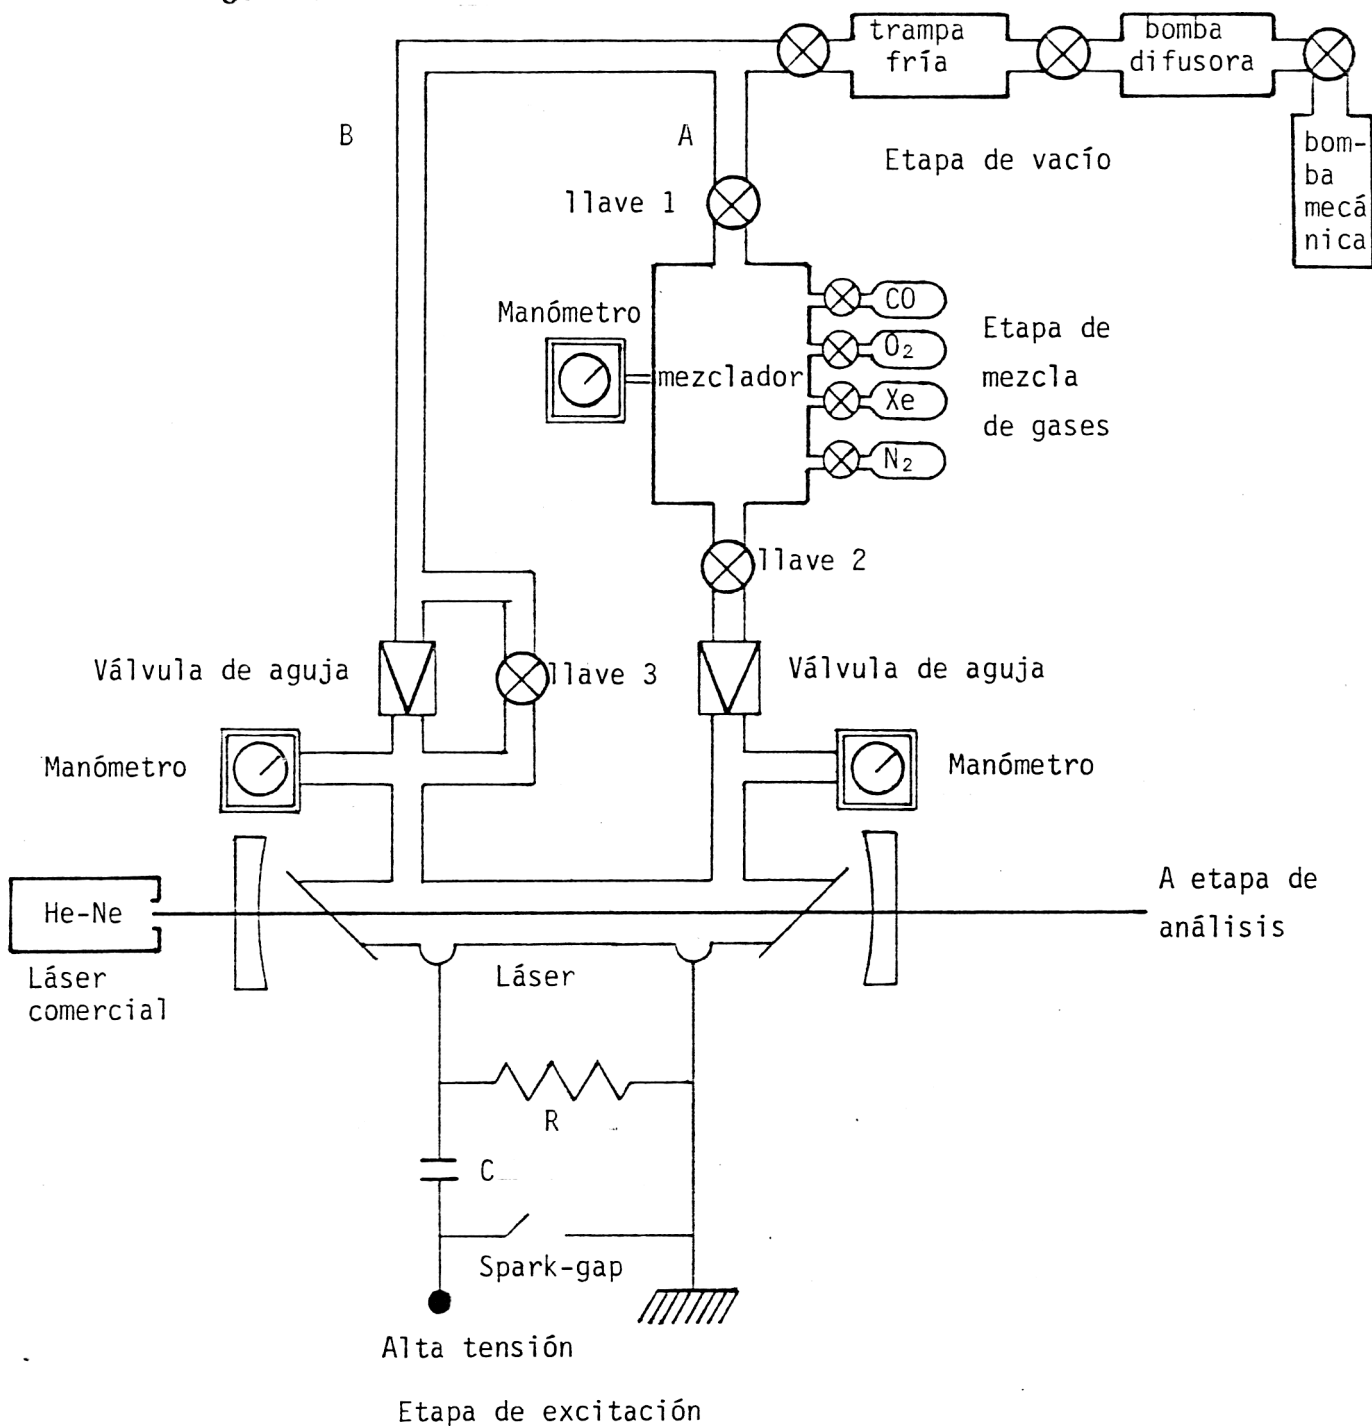 trampa
fría
bomba
difusora
bom-
ba
mecá
nica
Etapa de vacío
B
A
llave 1
Manómetro
mezclador
CO
O₂
Xe
N₂
Etapa de
mezcla
de gases
llave 2
Válvula de aguja
llave 3
Válvula de aguja
Manómetro
Manómetro
He-Ne
Láser
comercial
Láser
A etapa de
análisis
R
C
Spark-gap
Alta tensión
Etapa de excitación